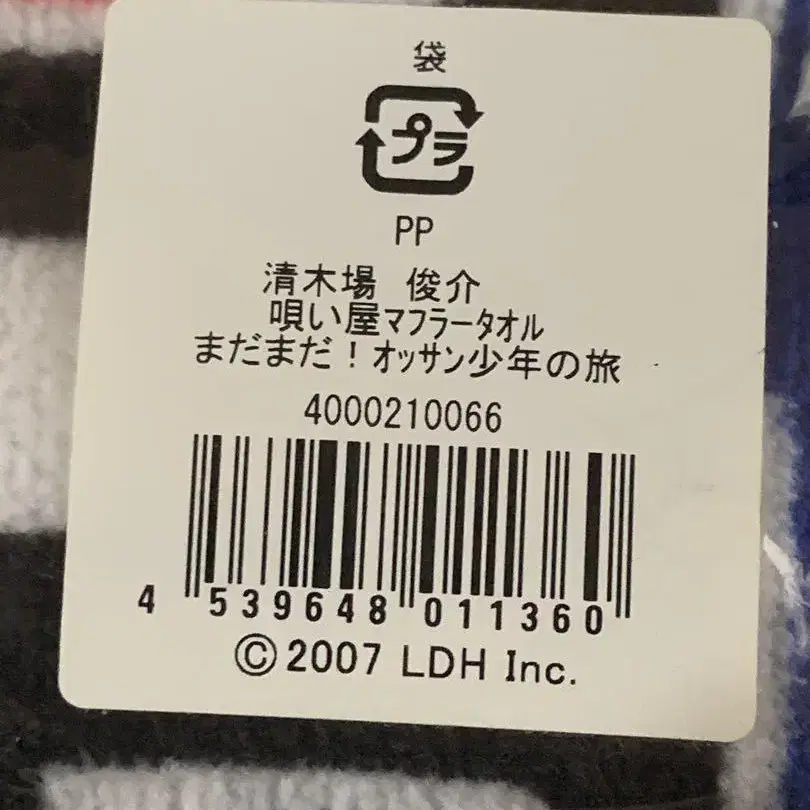 袋
プラ
PP
清木場　俊介
唄い屋ﾏﾌﾗｰﾀｵﾙ
まだまだ！ｵｯｻﾝ少年の旅
4000210066
4 539648 011360
©2007 LDH Inc.